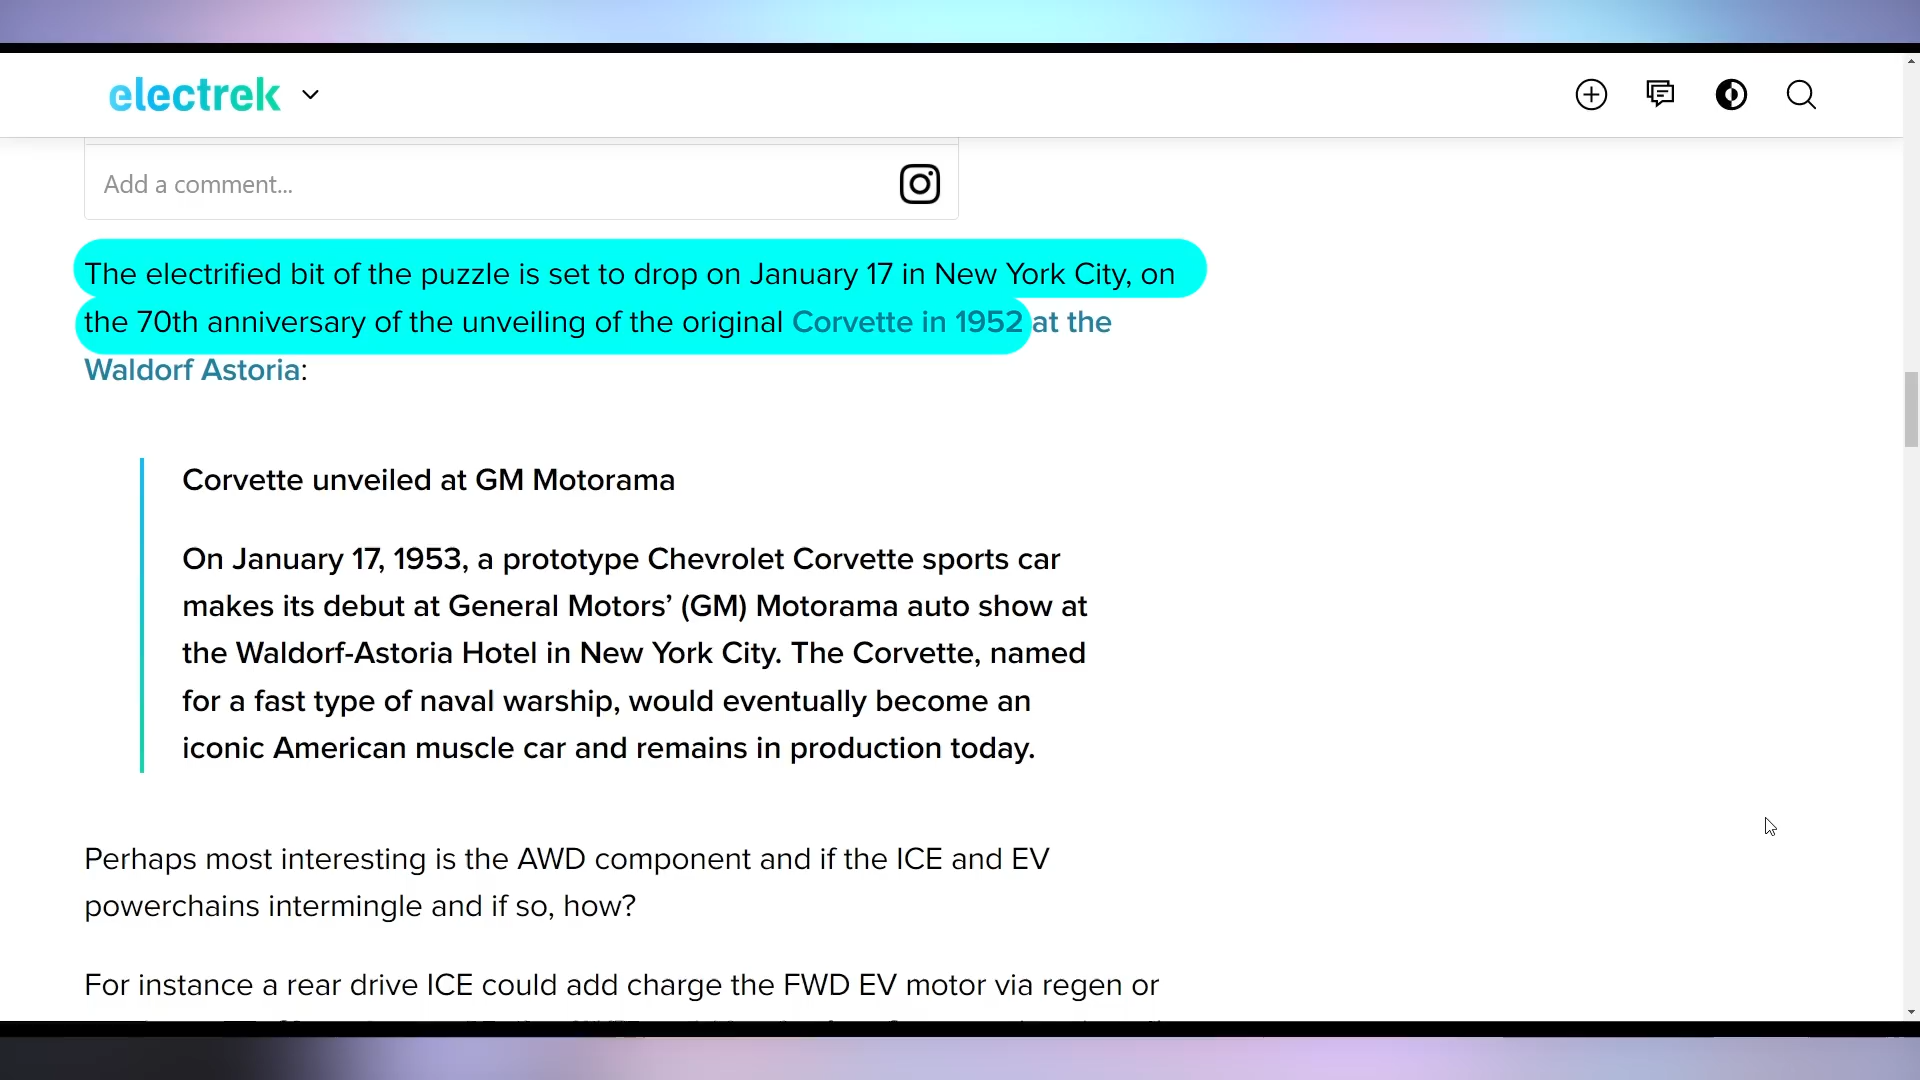 electrek
Add a comment...
The electrified bit of the puzzle is set to drop on January 17 in New York City, on
the 70th anniversary of the unveiling of the original Corvette in 1952 at the
Waldorf Astoria:
Corvette unveiled at GM Motorama
On January 17, 1953, a prototype Chevrolet Corvette sports car
makes its debut at General Motors’ (GM) Motorama auto show at
the Waldorf-Astoria Hotel in New York City. The Corvette, named
for a fast type of naval warship, would eventually become an
iconic American muscle car and remains in production today.
Perhaps most interesting is the AWD component and if the ICE and EV
powerchains intermingle and if so, how?
For instance a rear drive ICE could add charge the FWD EV motor via regen or